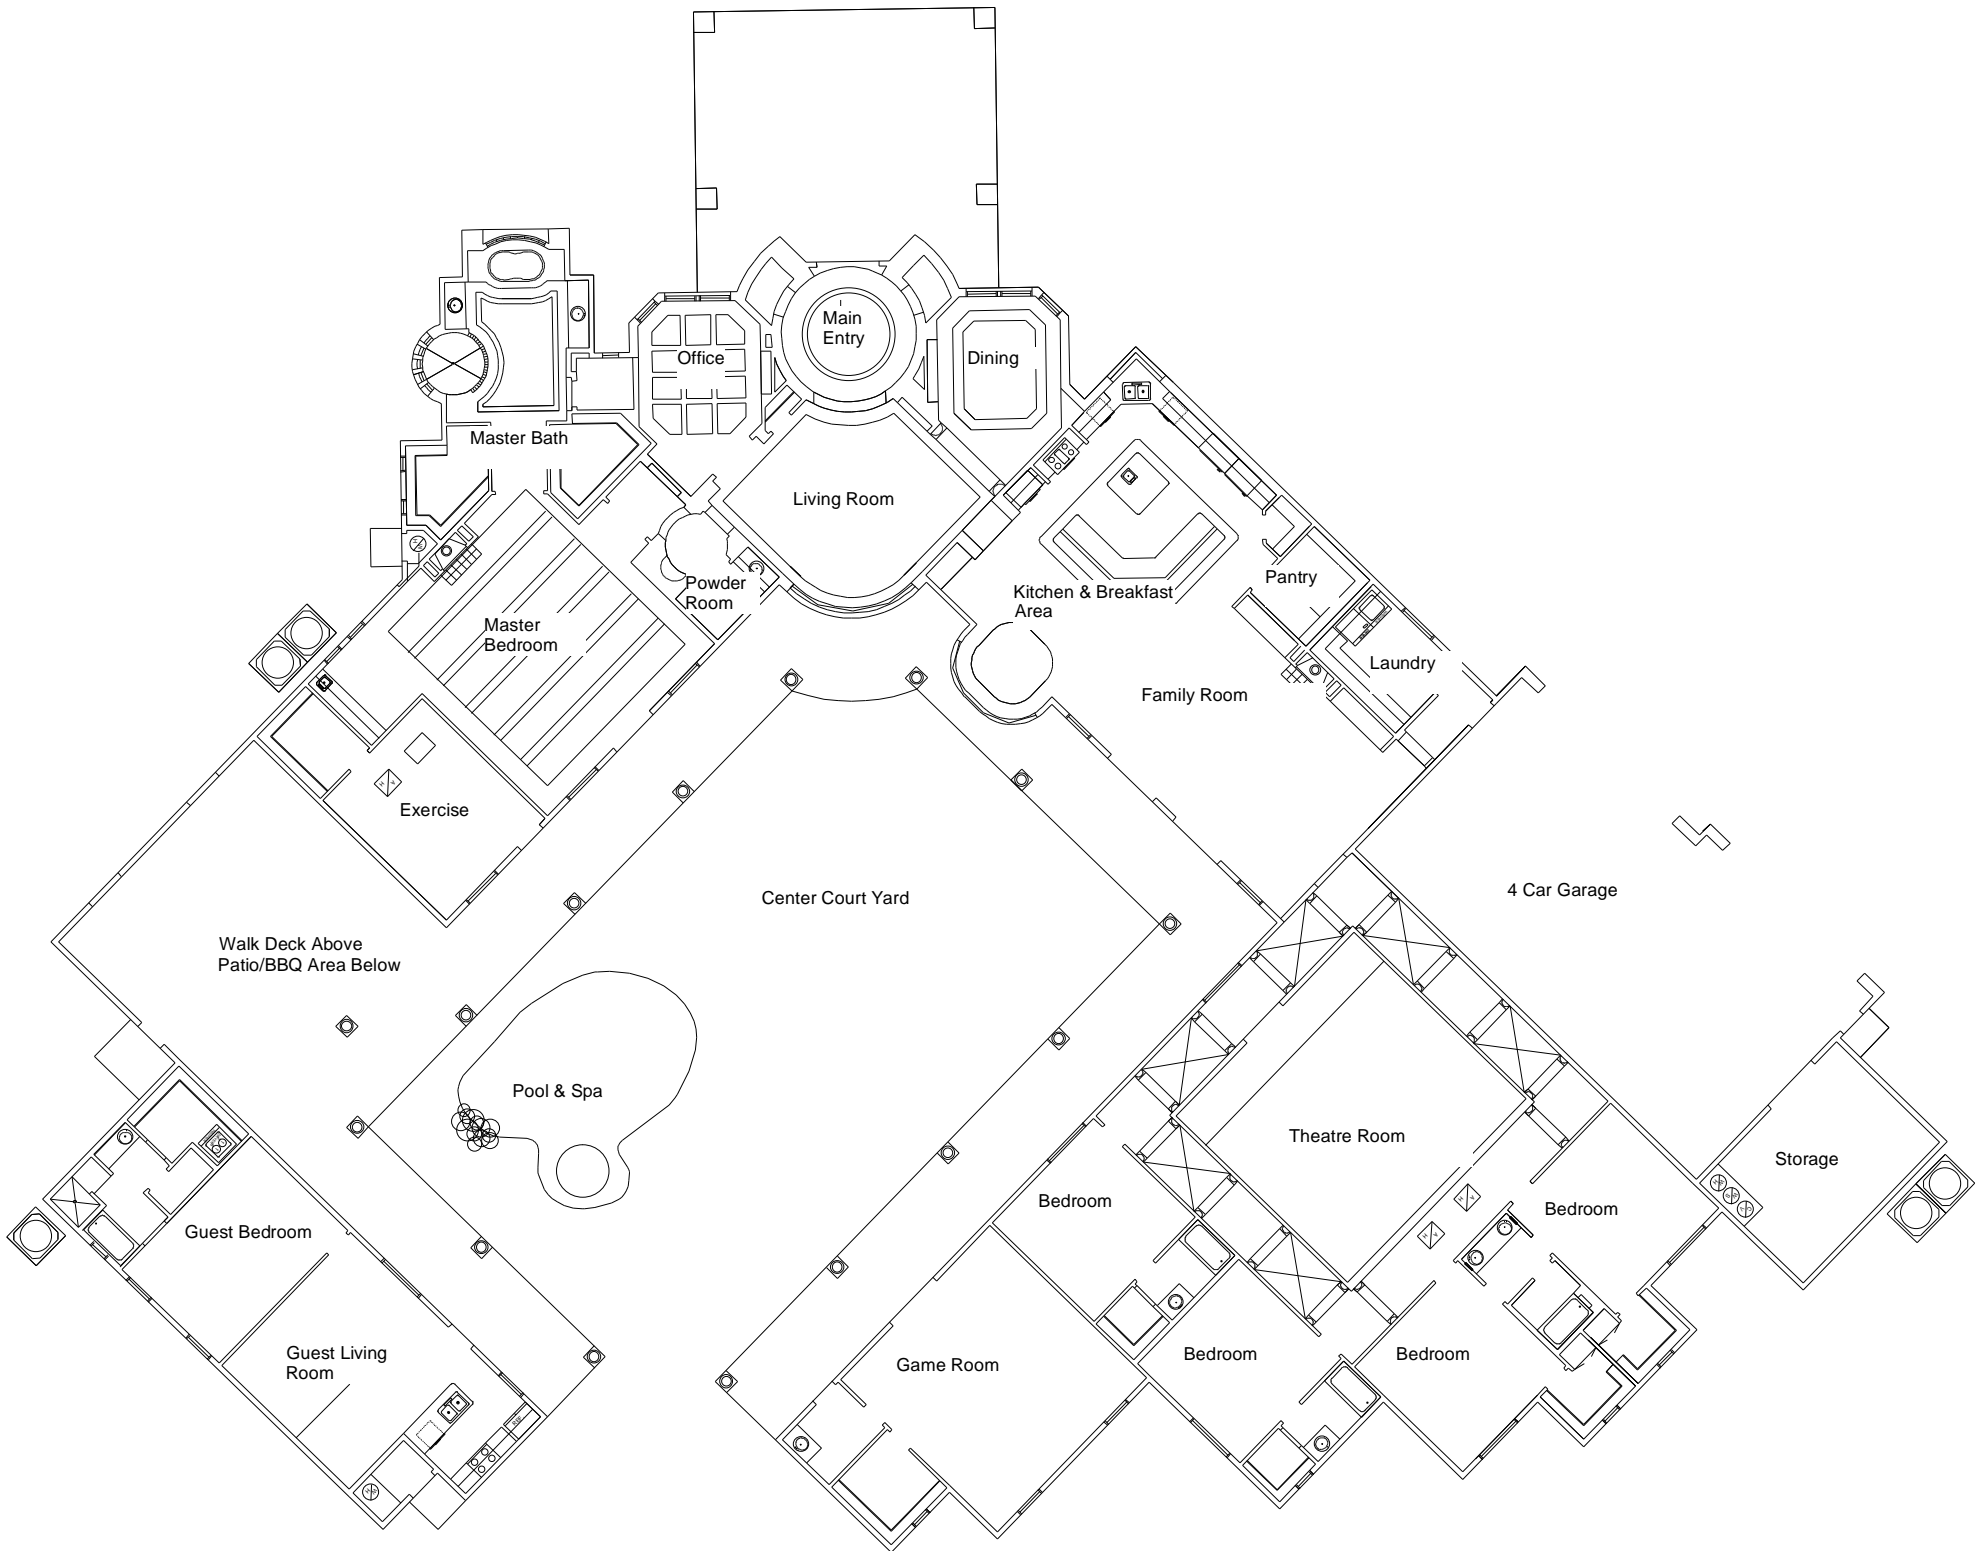 Main
Entry
Office
Dining
Master Bath
Living Room
Powder
Room
Pantry
Kitchen & Breakfast
Area
Master
Bedroom
Laundry
Family Room
Exercise
4 Car Garage
Center Court Yard
Walk Deck Above
Patio/BBQ Area Below
Pool & Spa
Theatre Room
Storage
Bedroom
Bedroom
Guest Bedroom
Guest Living
Room
Game Room
Bedroom
Bedroom